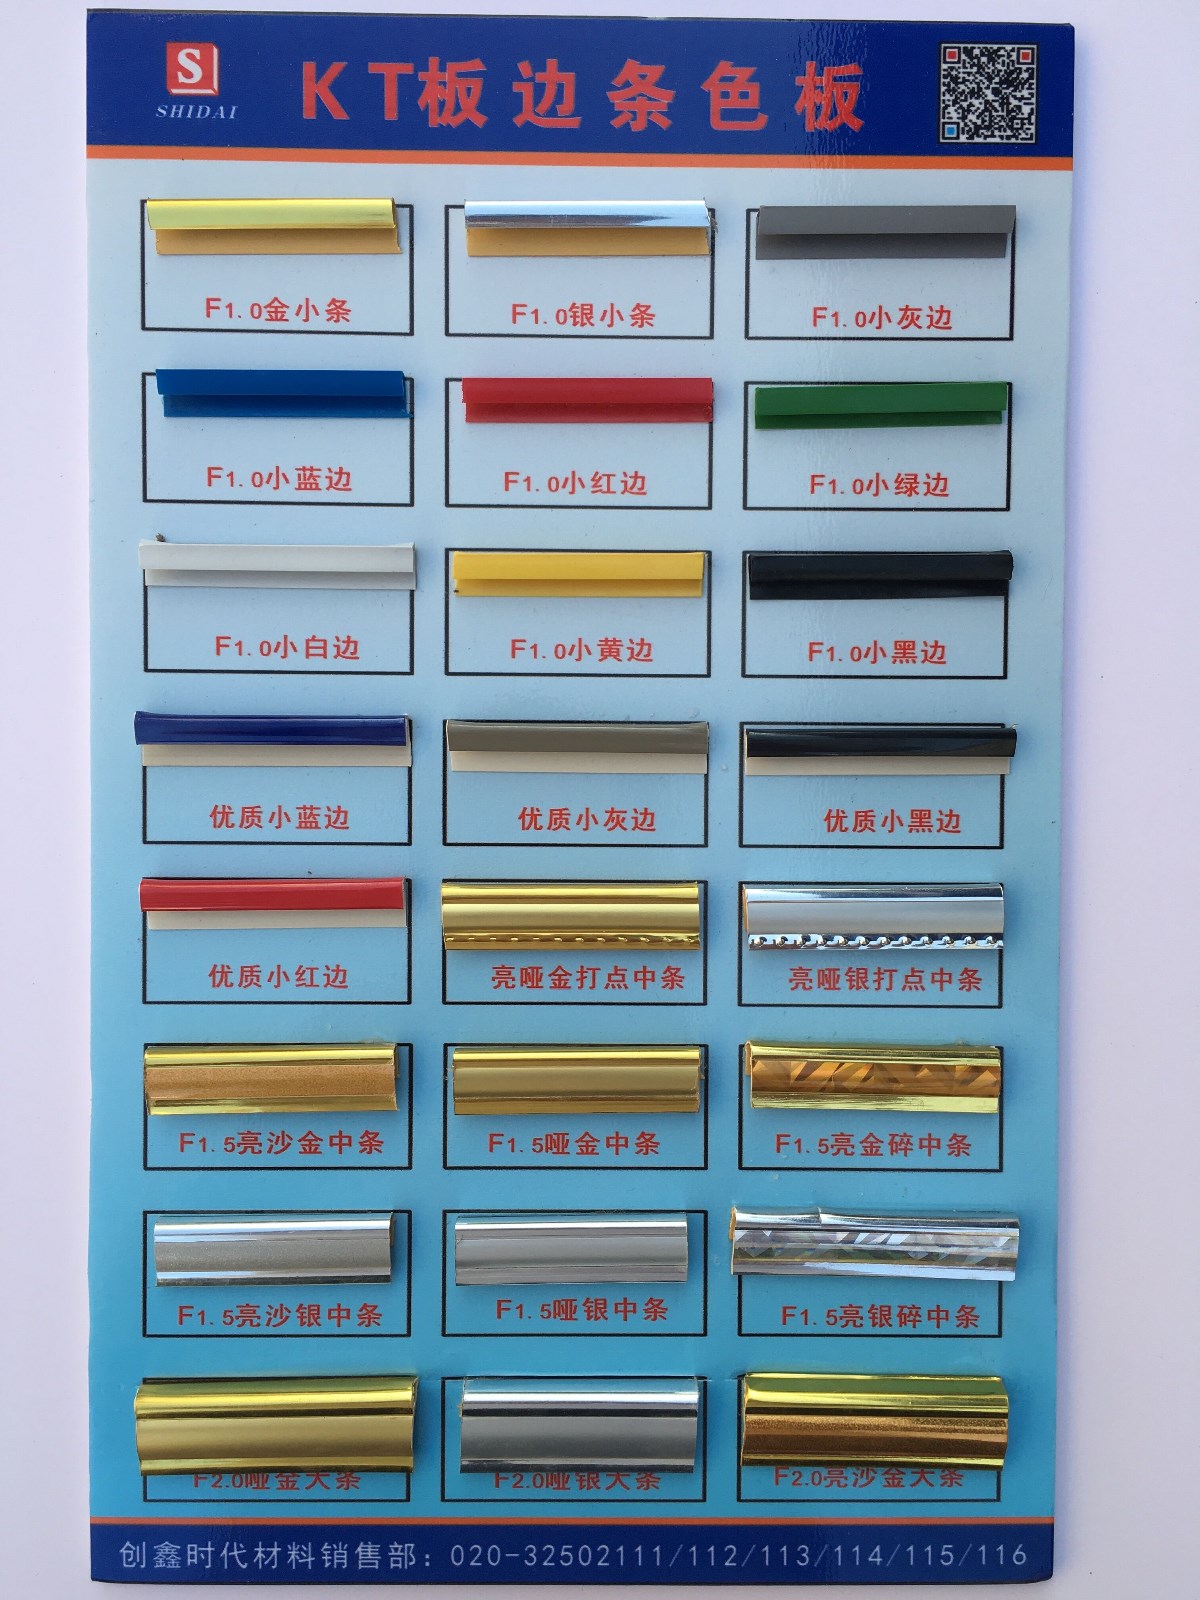 S
SHIDAI
KT板边条色板
F1.0金小条
F1.0银小条
F1.0小灰边
F1.0小蓝边
F1.0小红边
F1.0小绿边
F1.0小白边
F1.0小黄边
F1.0小黑边
优质小蓝边
优质小灰边
优质小黑边
优质小红边
亮哑金打点中条
亮哑银打点中条
F1.5亮沙金中条
F1.5哑金中条
F1.5亮金碎中条
F1.5亮沙银中条
F1.5哑银中条
F1.5亮银碎中条
F2.0哑金大条
F2.0哑银大条
F2.0亮沙金大条
创鑫时代材料销售部：020-32502111/112/113/114/115/116